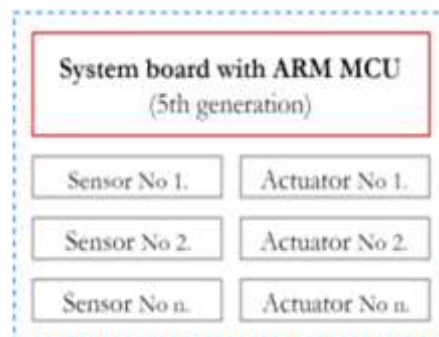 System board with ARM MCU
(5th generation)
Sensor No 1. Actuator No 1.
Sensor No 2. Actuator No 2.
Sensor No n. Actuator No n.